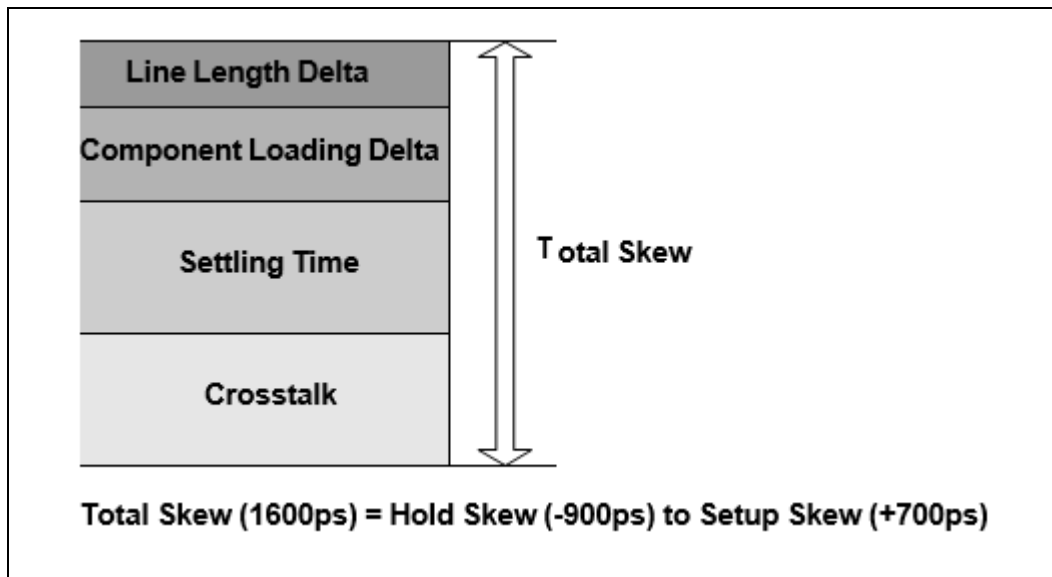 Line Length Delta
Component Loading Delta
Settling Time
Crosstalk
Total Skew
Total Skew (1600ps) = Hold Skew (-900ps) to Setup Skew (+700ps)